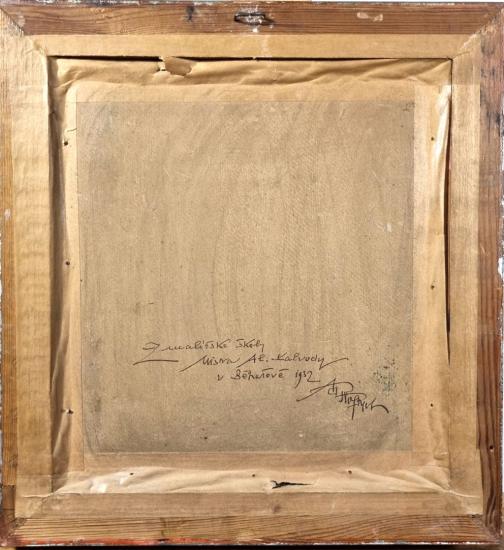 Z malířské školy
Mistra Al. Kalvody
v Běhařově 1932